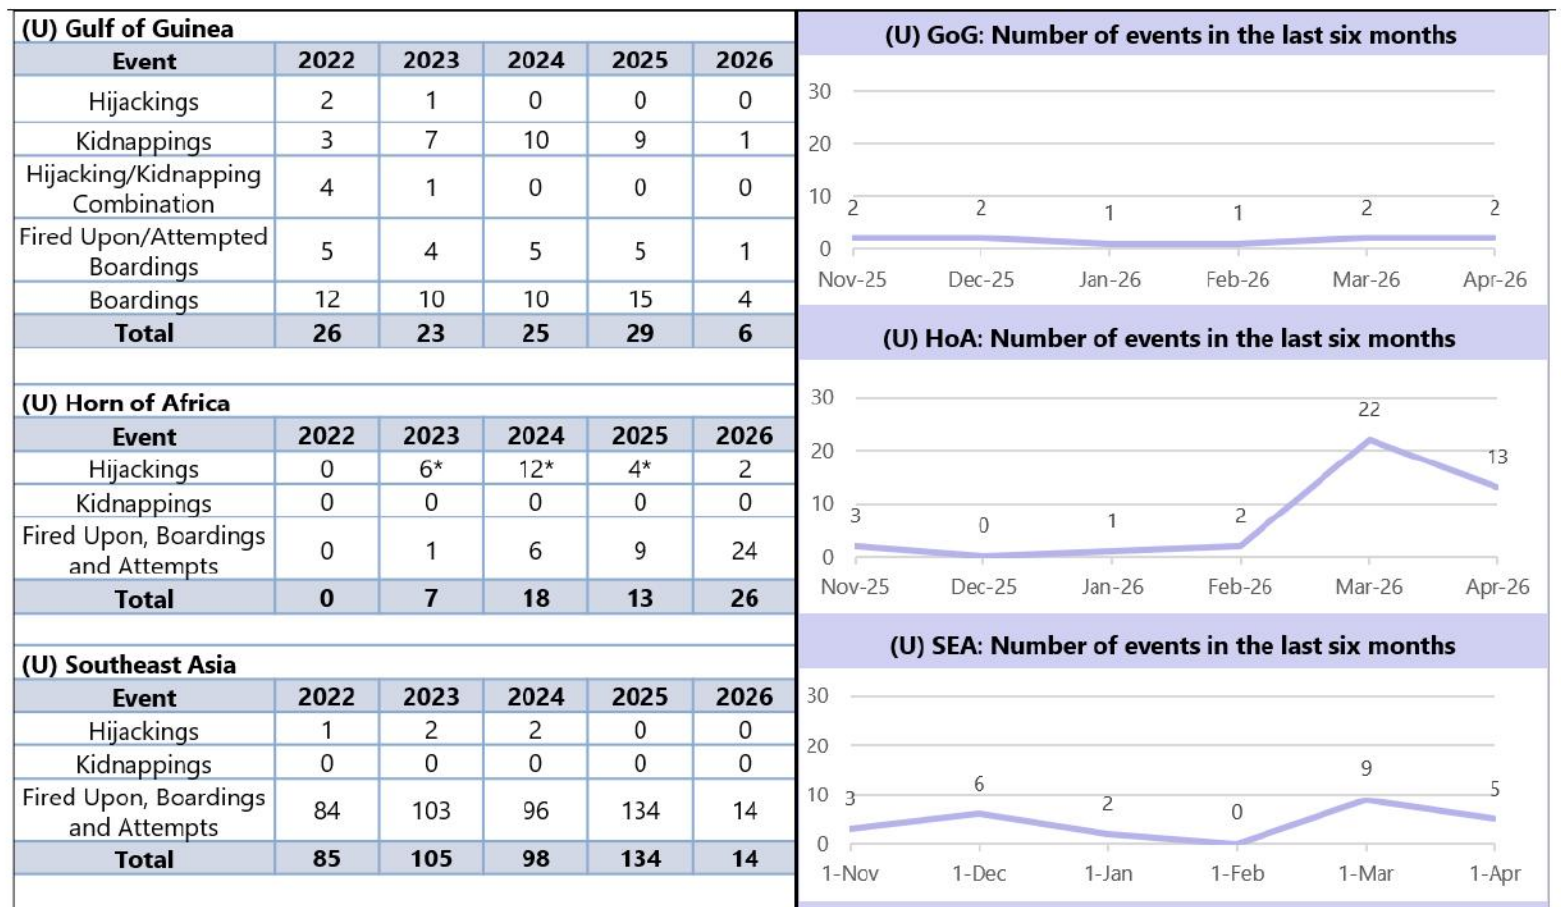 (U) Gulf of Guinea
Event 2022 2023 2024 2025 2026
Hijackings 2 1 0 0 0
Kidnappings 3 7 10 9 1
Hijacking/Kidnapping
Combination 4 1 0 0 0
Fired Upon/Attempted
Boardings 5 4 5 5 1
Boardings 12 10 10 15 4
Total 26 23 25 29 6
(U) Horn of Africa
Event 2022 2023 2024 2025 2026
Hijackings 0 6* 12* 4* 2
Kidnappings 0 0 0 0 0
Fired Upon, Boardings
and Attempts 0 1 6 9 24
Total 0 7 18 13 26
(U) Southeast Asia
Event 2022 2023 2024 2025 2026
Hijackings 1 2 2 0 0
Kidnappings 0 0 0 0 0
Fired Upon, Boardings
and Attempts 84 103 96 134 14
Total 85 105 98 134 14
(U) GoG: Number of events in the last six months
30
20
10
2 2 1 1 2 2
0
Nov-25 Dec-25 Jan-26 Feb-26 Mar-26 Apr-26
(U) HoA: Number of events in the last six months
30
22
20
13
10
3 0 1 2
0
Nov-25 Dec-25 Jan-26 Feb-26 Mar-26 Apr-26
(U) SEA: Number of events in the last six months
30
20
10
3 6 2 0 9 5
0
1-Nov 1-Dec 1-Jan 1-Feb 1-Mar 1-Apr